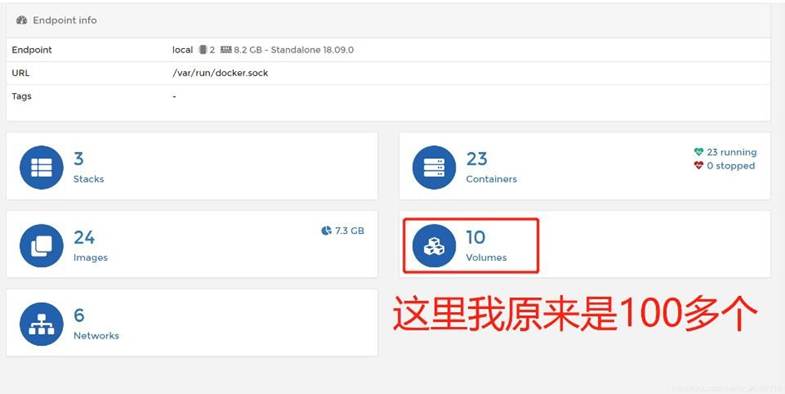 Endpoint info
Endpoint local 2 8.2 GB - Standalone 18.09.0
URL /var/run/docker.sock
Tags -
3
Stacks
23
Containers
23 running
0 stopped
24
Images
7.3 GB
10
Volumes
这里我原来是100多个
6
Networks